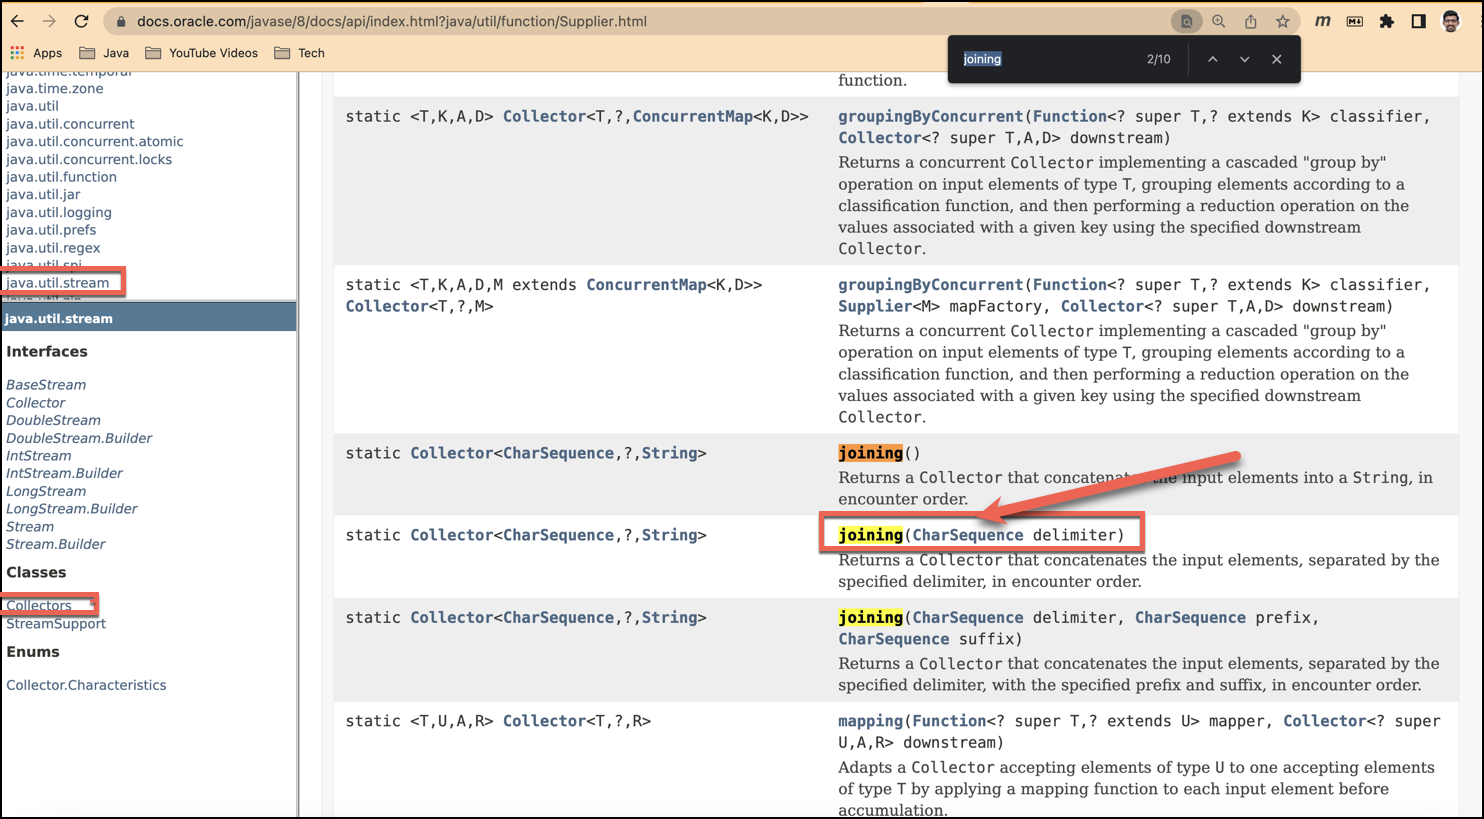 docs.oracle.com/javase/8/docs/api/index.html?java/util/function/Supplier.html
m
Apps
Java
YouTube Videos
Tech
joining
2/10
java.time.temporal
java.time.zone
java.util
java.util.concurrent
java.util.concurrent.atomic
java.util.concurrent.locks
java.util.function
java.util.jar
java.util.logging
java.util.prefs
java.util.regex
java.util.spi
java.util.stream
java.util.zip
java.util.stream
Interfaces
BaseStream
Collector
DoubleStream
DoubleStream.Builder
IntStream
IntStream.Builder
LongStream
LongStream.Builder
Stream
Stream.Builder
Classes
Collectors
StreamSupport
Enums
Collector.Characteristics
function.
static <T,K,A,D> Collector<T,?,ConcurrentMap<K,D>>
groupingByConcurrent(Function<? super T,? extends K> classifier,
Collector<? super T,A,D> downstream)
Returns a concurrent Collector implementing a cascaded "group by"
operation on input elements of type T, grouping elements according to a
classification function, and then performing a reduction operation on the
values associated with a given key using the specified downstream
Collector.
static <T,K,A,D,M extends ConcurrentMap<K,D>>
Collector<T,?,M>
groupingByConcurrent(Function<? super T,? extends K> classifier,
Supplier<M> mapFactory, Collector<? super T,A,D> downstream)
Returns a concurrent Collector implementing a cascaded "group by"
operation on input elements of type T, grouping elements according to a
classification function, and then performing a reduction operation on the
values associated with a given key using the specified downstream
Collector.
static Collector<CharSequence,?,String>
joining()
Returns a Collector that concatenates the input elements into a String, in
encounter order.
static Collector<CharSequence,?,String>
joining(CharSequence delimiter)
Returns a Collector that concatenates the input elements, separated by the
specified delimiter, in encounter order.
static Collector<CharSequence,?,String>
joining(CharSequence delimiter, CharSequence prefix,
CharSequence suffix)
Returns a Collector that concatenates the input elements, separated by the
specified delimiter, with the specified prefix and suffix, in encounter order.
static <T,U,A,R> Collector<T,?,R>
mapping(Function<? super T,? extends U> mapper, Collector<? super
U,A,R> downstream)
Adapts a Collector accepting elements of type U to one accepting elements
of type T by applying a mapping function to each input element before
accumulation.